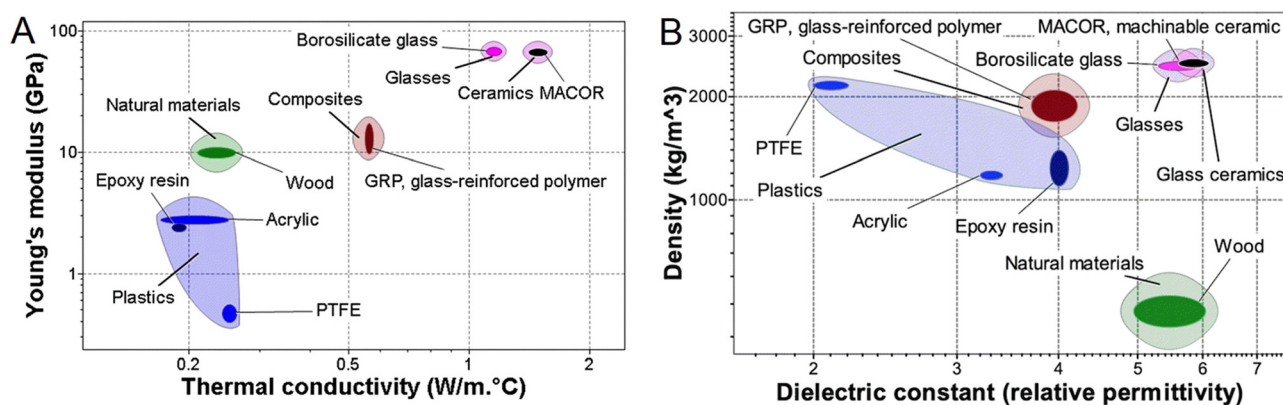 A
Young's modulus (GPa)
100
10
1
Borosilicate glass
Glasses
Ceramics MACOR
Natural materials
Composites
Wood
GRP, glass-reinforced polymer
Epoxy resin
Acrylic
Plastics
PTFE
0.2
0.5
1
2
Thermal conductivity (W/m.°C)
B
Density (kg/m^3)
3000
2000
1000
GRP, glass-reinforced polymer
MACOR, machinable ceramic
Composites
Borosilicate glass
PTFE
Glasses
Plastics
Glass ceramics
Acrylic
Epoxy resin
Natural materials
Wood
2
3
4
5
6
7
Dielectric constant (relative permittivity)